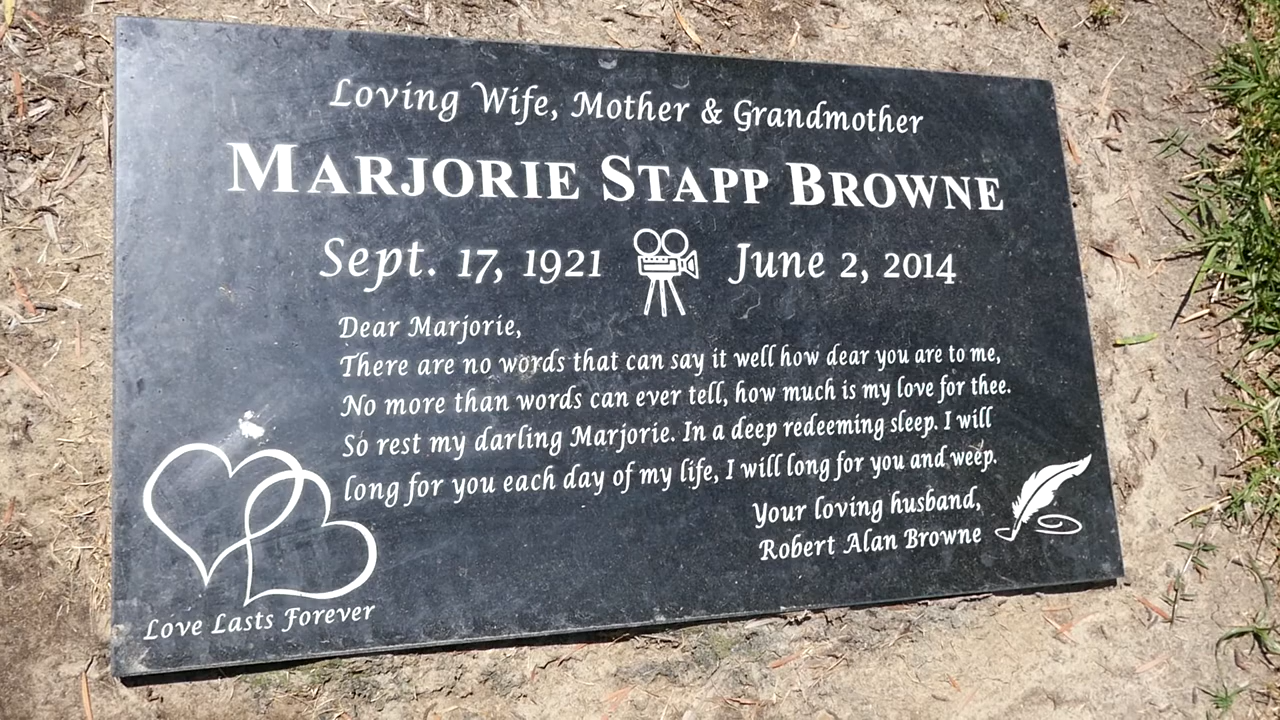 Loving Wife, Mother & Grandmother
MARJORIE STAPP BROWNE
Sept. 17, 1921 June 2, 2014
Dear Marjorie,
There are no words that can say it well how dear you are to me,
No more than words can ever tell, how much is my love for thee.
So rest my darling Marjorie. In a deep redeeming sleep. I will
long for you each day of my life, I will long for you and weep.
Your loving husband,
Robert Alan Browne
Love Lasts Forever